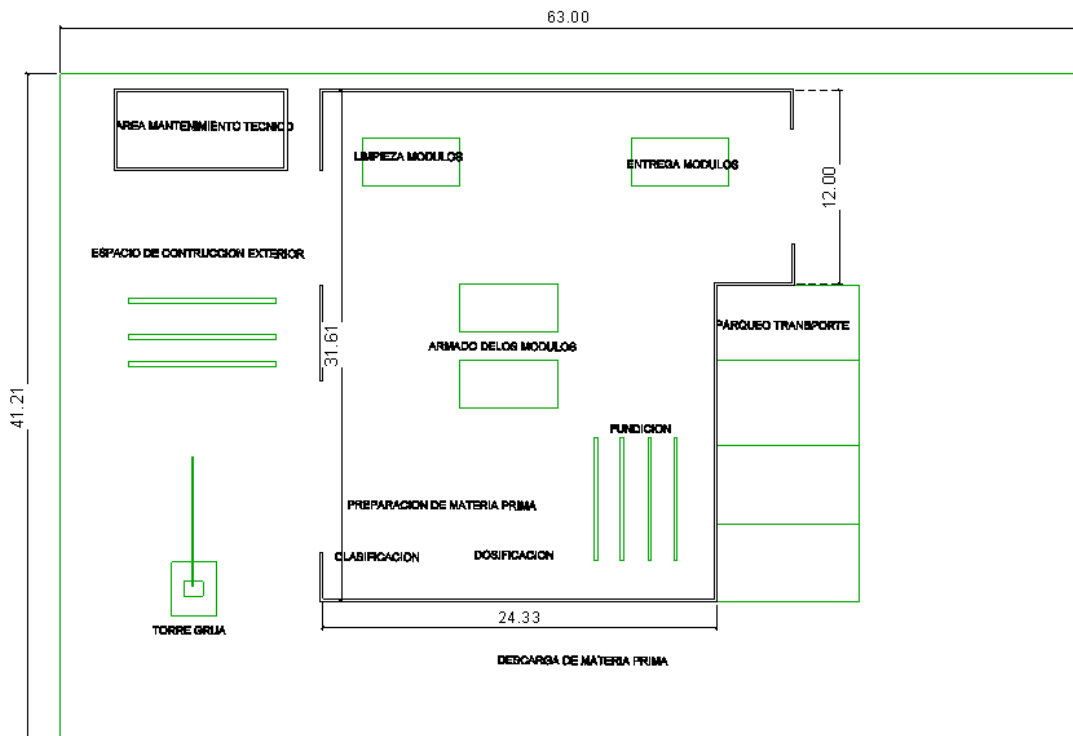 63.00
AREA MANTENIMIENTO TECNICO
LIMPIEZA MODULOS
ENTREGA MODULOS
12.00
ESPACIO DE CONTRUCCION EXTERIOR
PARQUEO TRANSPORTE
31.61
ARMADO DELOS MODULOS
41.21
FUNDICION
PREPARACION DE MATERIA PRIMA
CLASIFICACION
DOSIFICACION
24.33
TORRE GRUA
DESCARGA DE MATERIA PRIMA